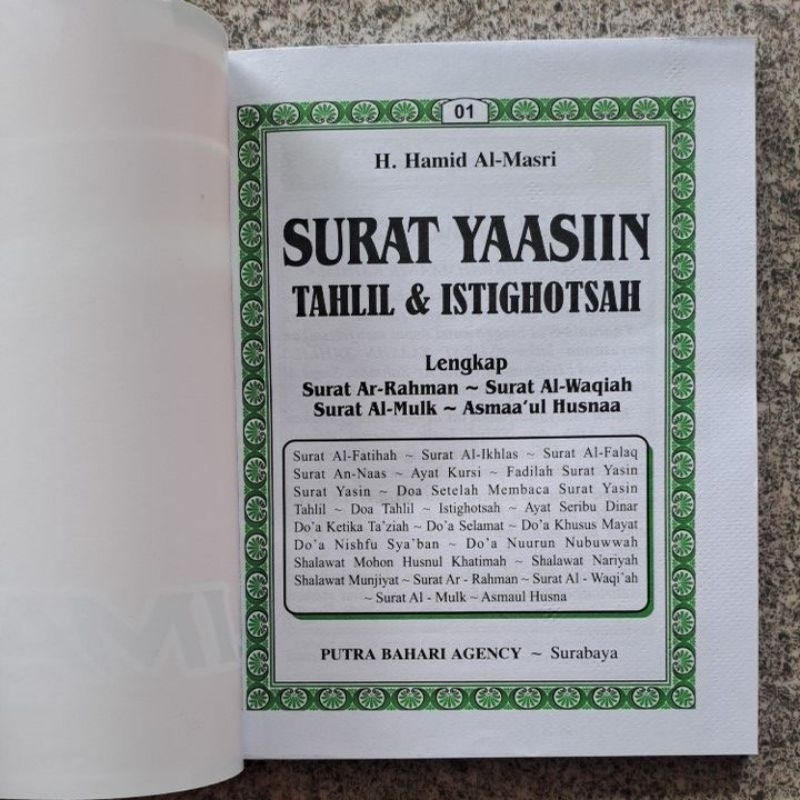 01
H. Hamid Al-Masri
SURAT YAASIIN
TAHLIL & ISTIGHOTSAH
Lengkap
Surat Ar-Rahman ~ Surat Al-Waqiah
Surat Al-Mulk ~ Asmaa'ul Husnaa
Surat Al-Fatihah ~ Surat Al-Ikhlas ~ Surat Al-Falaq
Surat An-Naas ~ Ayat Kursi ~ Fadilah Surat Yasin
Surat Yasin ~ Doa Setelah Membaca Surat Yasin
Tahlil ~ Doa Tahlil ~ Istighotsah ~ Ayat Seribu Dinar
Do'a Ketika Ta'ziah ~ Do'a Selamat ~ Do'a Khusus Mayat
Do'a Nishfu Sya'ban ~ Do'a Nuurun Nubuwwah
Shalawat Mohon Husnul Khatimah ~ Shalawat Nariyah
Shalawat Munjiyat ~ Surat Ar - Rahman ~ Surat Al - Waqi'ah
~ Surat Al - Mulk ~ Asmaul Husna
PUTRA BAHARI AGENCY ~ Surabaya